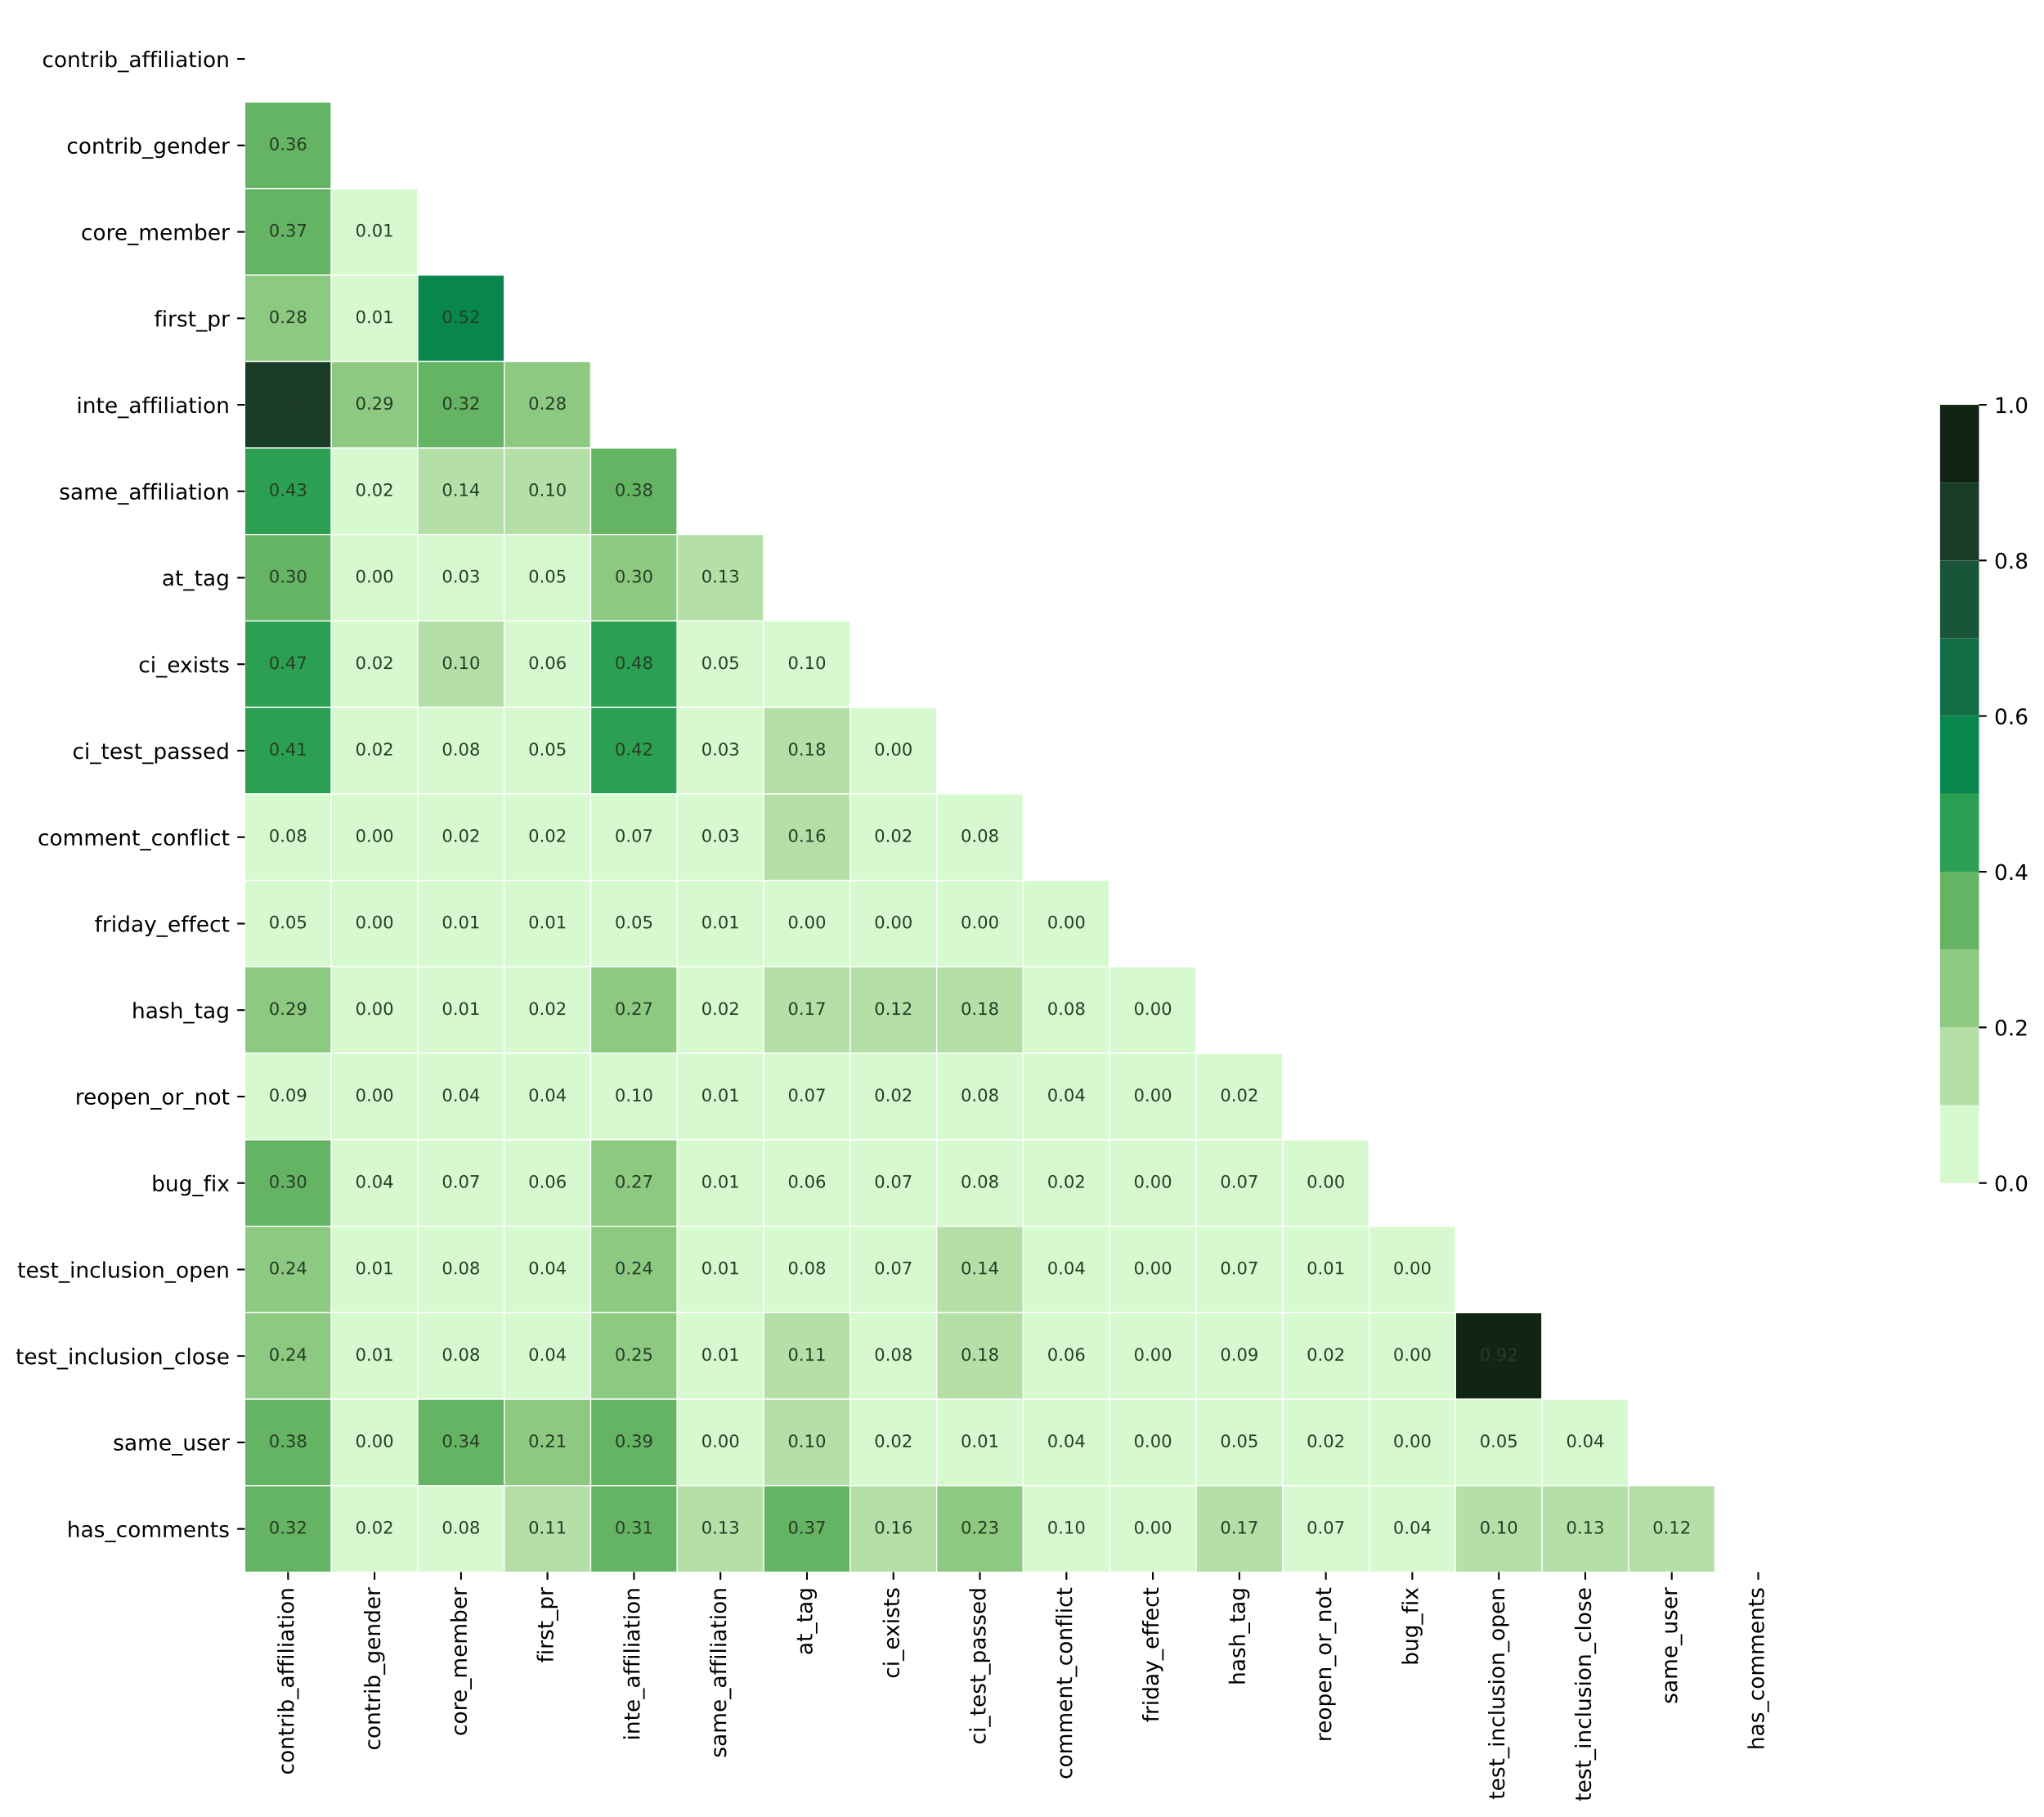 contrib_affiliation
contrib_gender 0.36
core_member 0.37 0.01
first_pr 0.28 0.01 0.52
inte_affiliation 0.29 0.32 0.28
1.0
same_affiliation 0.43 0.02 0.14 0.10 0.38
at_tag 0.30 0.00 0.03 0.05 0.30 0.13
0.8
ci_exists 0.47 0.02 0.10 0.06 0.48 0.05 0.10
0.6
ci_test_passed 0.41 0.02 0.08 0.05 0.42 0.03 0.18 0.00
comment_conflict 0.08 0.00 0.02 0.02 0.07 0.03 0.16 0.02 0.08
0.4
friday_effect 0.05 0.00 0.01 0.01 0.05 0.01 0.00 0.00 0.00 0.00
hash_tag 0.29 0.00 0.01 0.02 0.27 0.02 0.17 0.12 0.18 0.08 0.00
0.2
reopen_or_not 0.09 0.00 0.04 0.04 0.10 0.01 0.07 0.02 0.08 0.04 0.00 0.02
bug_fix 0.30 0.04 0.07 0.06 0.27 0.01 0.06 0.07 0.08 0.02 0.00 0.07 0.00
0.0
test_inclusion_open 0.24 0.01 0.08 0.04 0.24 0.01 0.08 0.07 0.14 0.04 0.00 0.07 0.01 0.00
test_inclusion_close 0.24 0.01 0.08 0.04 0.25 0.01 0.11 0.08 0.18 0.06 0.00 0.09 0.02 0.00 0.92
same_user 0.38 0.00 0.34 0.21 0.39 0.00 0.10 0.02 0.01 0.04 0.00 0.05 0.02 0.00 0.05 0.04
has_comments 0.32 0.02 0.08 0.11 0.31 0.13 0.37 0.16 0.23 0.10 0.00 0.17 0.07 0.04 0.10 0.13 0.12
contrib_affiliation
contrib_gender
core_member
first_pr
inte_affiliation
same_affiliation
at_tag
ci_exists
ci_test_passed
comment_conflict
friday_effect
hash_tag
reopen_or_not
bug_fix
test_inclusion_open
test_inclusion_close
same_user
has_comments